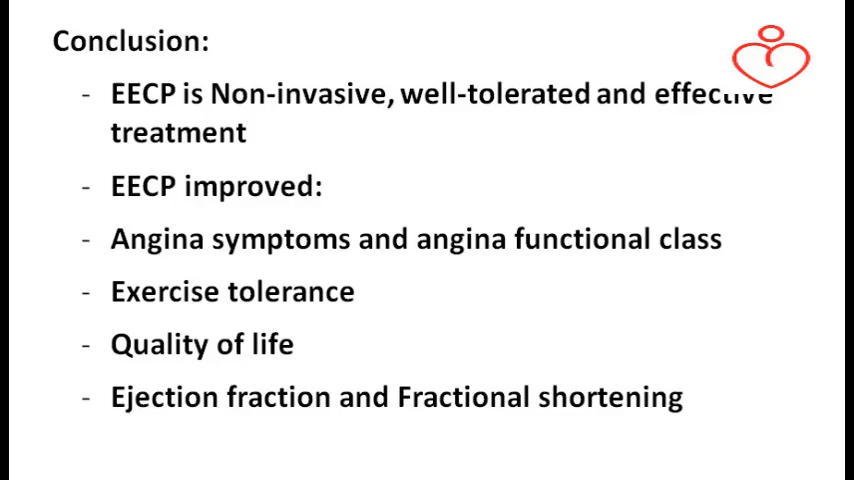 Conclusion:
- EECP is Non-invasive, well-tolerated and effective
treatment
- EECP improved:
- Angina symptoms and angina functional class
- Exercise tolerance
- Quality of life
- Ejection fraction and Fractional shortening